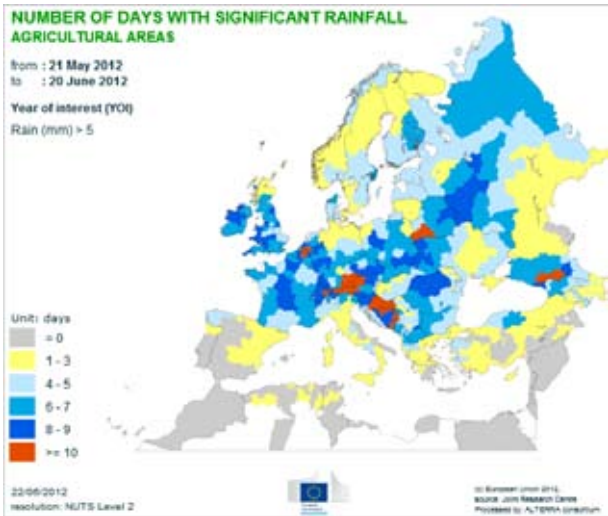 NUMBER OF DAYS WITH SIGNIFICANT RAINFALL
AGRICULTURAL AREAS
from : 21 May 2012
to : 20 June 2012
Year of interest (YOI)
Rain (mm) > 5
Unit: days
= 0
1 - 3
4 - 5
6 - 7
8 - 9
>= 10
22/06/2012
resolution: NUTS Level 2
(c) European Union 2012,
source: Joint Research Centre
Processed by: ALTERRA consortium